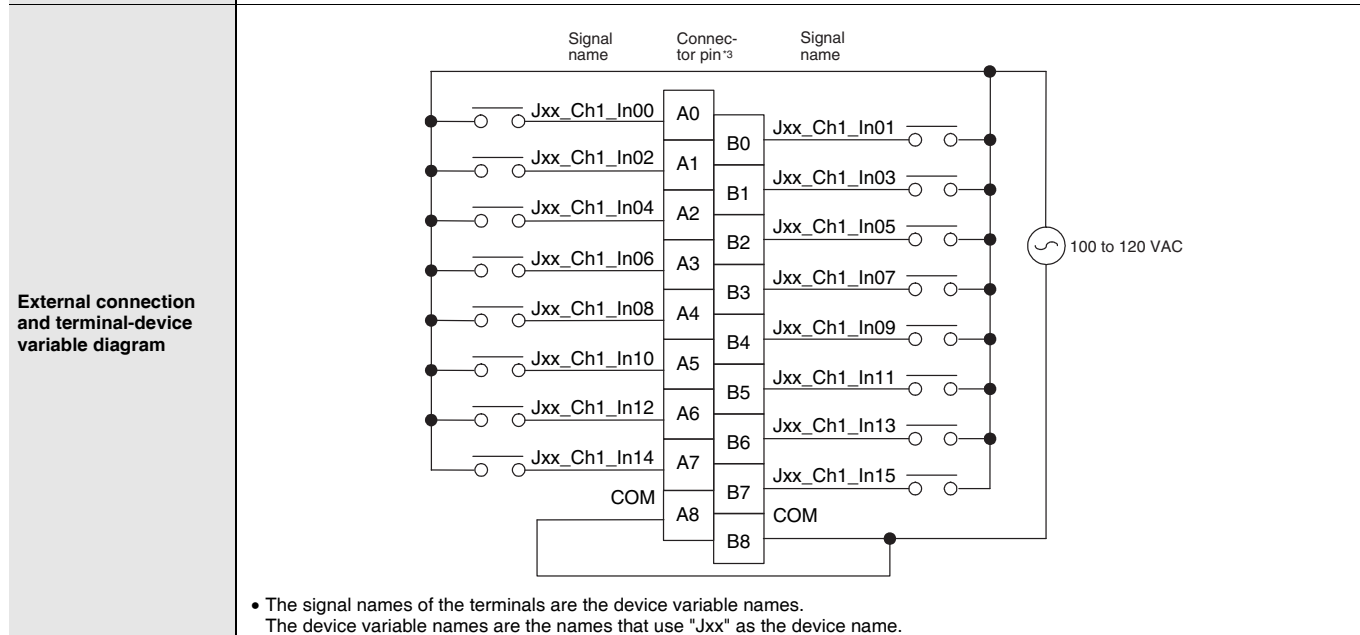 Signal
name
Connec-
tor pin*3
Signal
name
Jxx_Ch1_In00
A0
B0
Jxx_Ch1_In01
Jxx_Ch1_In02
A1
B1
Jxx_Ch1_In03
Jxx_Ch1_In04
A2
B2
Jxx_Ch1_In05
Jxx_Ch1_In06
A3
B3
Jxx_Ch1_In07
Jxx_Ch1_In08
A4
B4
Jxx_Ch1_In09
Jxx_Ch1_In10
A5
B5
Jxx_Ch1_In11
Jxx_Ch1_In12
A6
B6
Jxx_Ch1_In13
Jxx_Ch1_In14
A7
B7
Jxx_Ch1_In15
COM
A8
B8
COM
100 to 120 VAC
External connection
and terminal-device
variable diagram
• The signal names of the terminals are the device variable names.
The device variable names are the names that use "Jxx" as the device name.